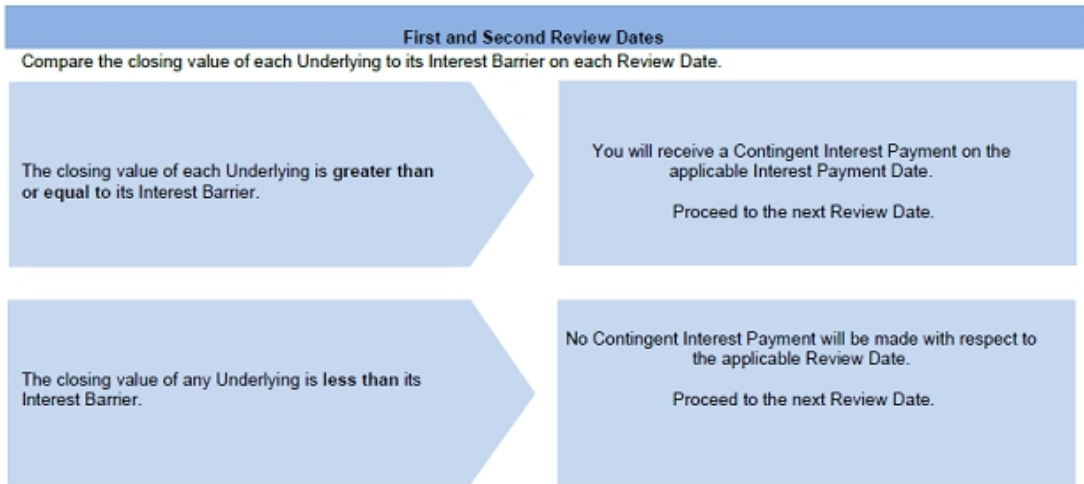 First and Second Review Dates
Compare the closing value of each Underlying to its Interest Barrier on each Review Date.
The closing value of each Underlying is greater than
or equal to its Interest Barrier.
You will receive a Contingent Interest Payment on the
applicable Interest Payment Date.
Proceed to the next Review Date.
The closing value of any Underlying is less than its
Interest Barrier.
No Contingent Interest Payment will be made with respect to
the applicable Review Date.
Proceed to the next Review Date.